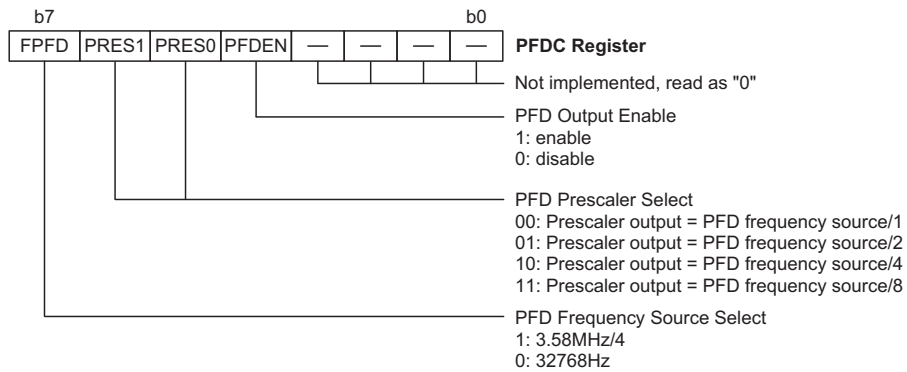 b7 b0
FPFD PRES1 PRES0 PFDEN — — — — PFDC Register
Not implemented, read as "0"
PFD Output Enable
1: enable
0: disable
PFD Prescaler Select
00: Prescaler output = PFD frequency source/1
01: Prescaler output = PFD frequency source/2
10: Prescaler output = PFD frequency source/4
11: Prescaler output = PFD frequency source/8
PFD Frequency Source Select
1: 3.58MHz/4
0: 32768Hz